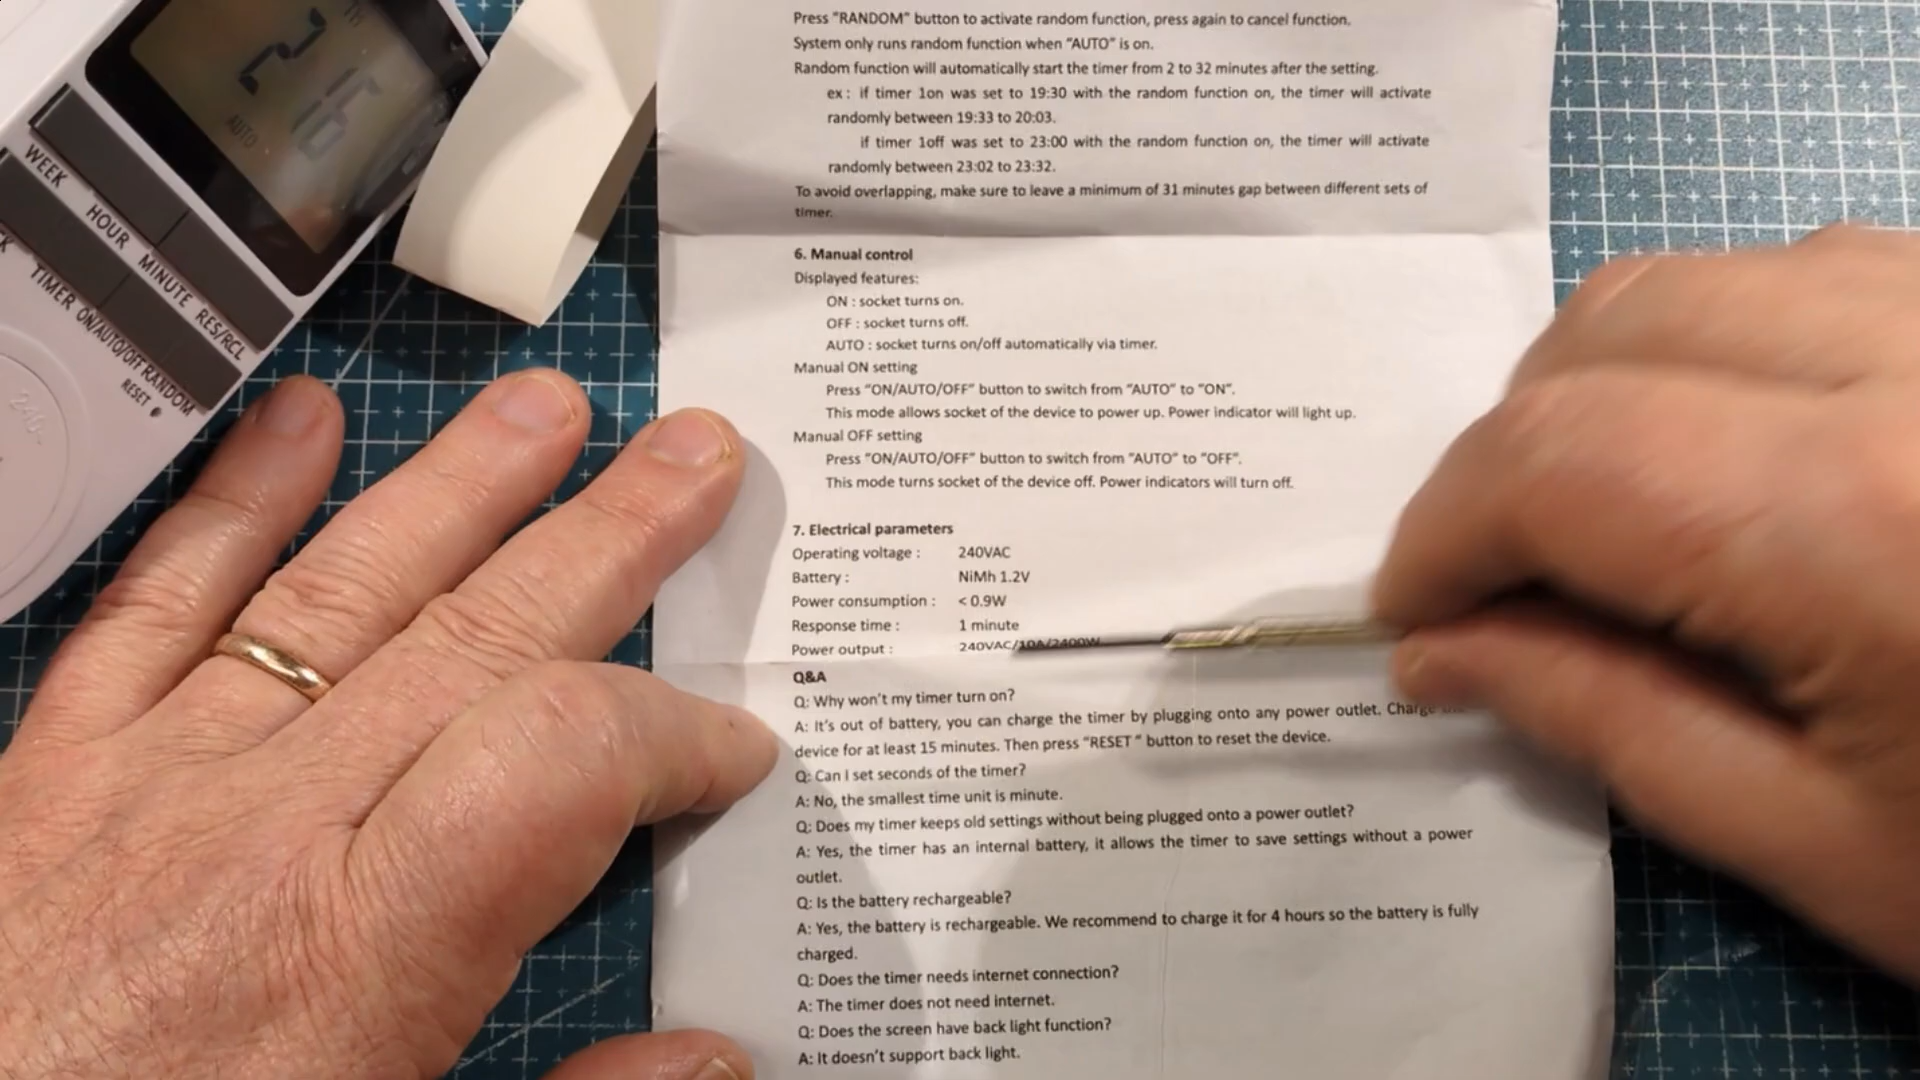 TH
216
AUTO
WEEK
HOUR
MINUTE
RES/RCL
TIMER
ON/AUTO/OFF
RANDOM
RESET
240~
Press “RANDOM” button to activate random function, press again to cancel function.
System only runs random function when “AUTO” is on.
Random function will automatically start the timer from 2 to 32 minutes after the setting.
ex : if timer 1on was set to 19:30 with the random function on, the timer will activate
randomly between 19:33 to 20:03.
if timer 1off was set to 23:00 with the random function on, the timer will activate
randomly between 23:02 to 23:32.
To avoid overlapping, make sure to leave a minimum of 31 minutes gap between different sets of
timer.
6. Manual control
Displayed features:
ON : socket turns on.
OFF : socket turns off.
AUTO : socket turns on/off automatically via timer.
Manual ON setting
Press “ON/AUTO/OFF” button to switch from “AUTO” to “ON”.
This mode allows socket of the device to power up. Power indicator will light up.
Manual OFF setting
Press “ON/AUTO/OFF” button to switch from “AUTO” to “OFF”.
This mode turns socket of the device off. Power indicators will turn off.
7. Electrical parameters
Operating voltage : 240VAC
Battery : NiMh 1.2V
Power consumption : < 0.9W
Response time : 1 minute
Power output : 240VAC/10A/2400W
Q&A
Q: Why won’t my timer turn on?
A: It’s out of battery, you can charge the timer by plugging onto any power outlet. Charge
device for at least 15 minutes. Then press “RESET ” button to reset the device.
Q: Can I set seconds of the timer?
A: No, the smallest time unit is minute.
Q: Does my timer keeps old settings without being plugged onto a power outlet?
A: Yes, the timer has an internal battery, it allows the timer to save settings without a power
outlet.
Q: Is the battery rechargeable?
A: Yes, the battery is rechargeable. We recommend to charge it for 4 hours so the battery is fully
charged.
Q: Does the timer needs internet connection?
A: The timer does not need internet.
Q: Does the screen have back light function?
A: It doesn’t support back light.